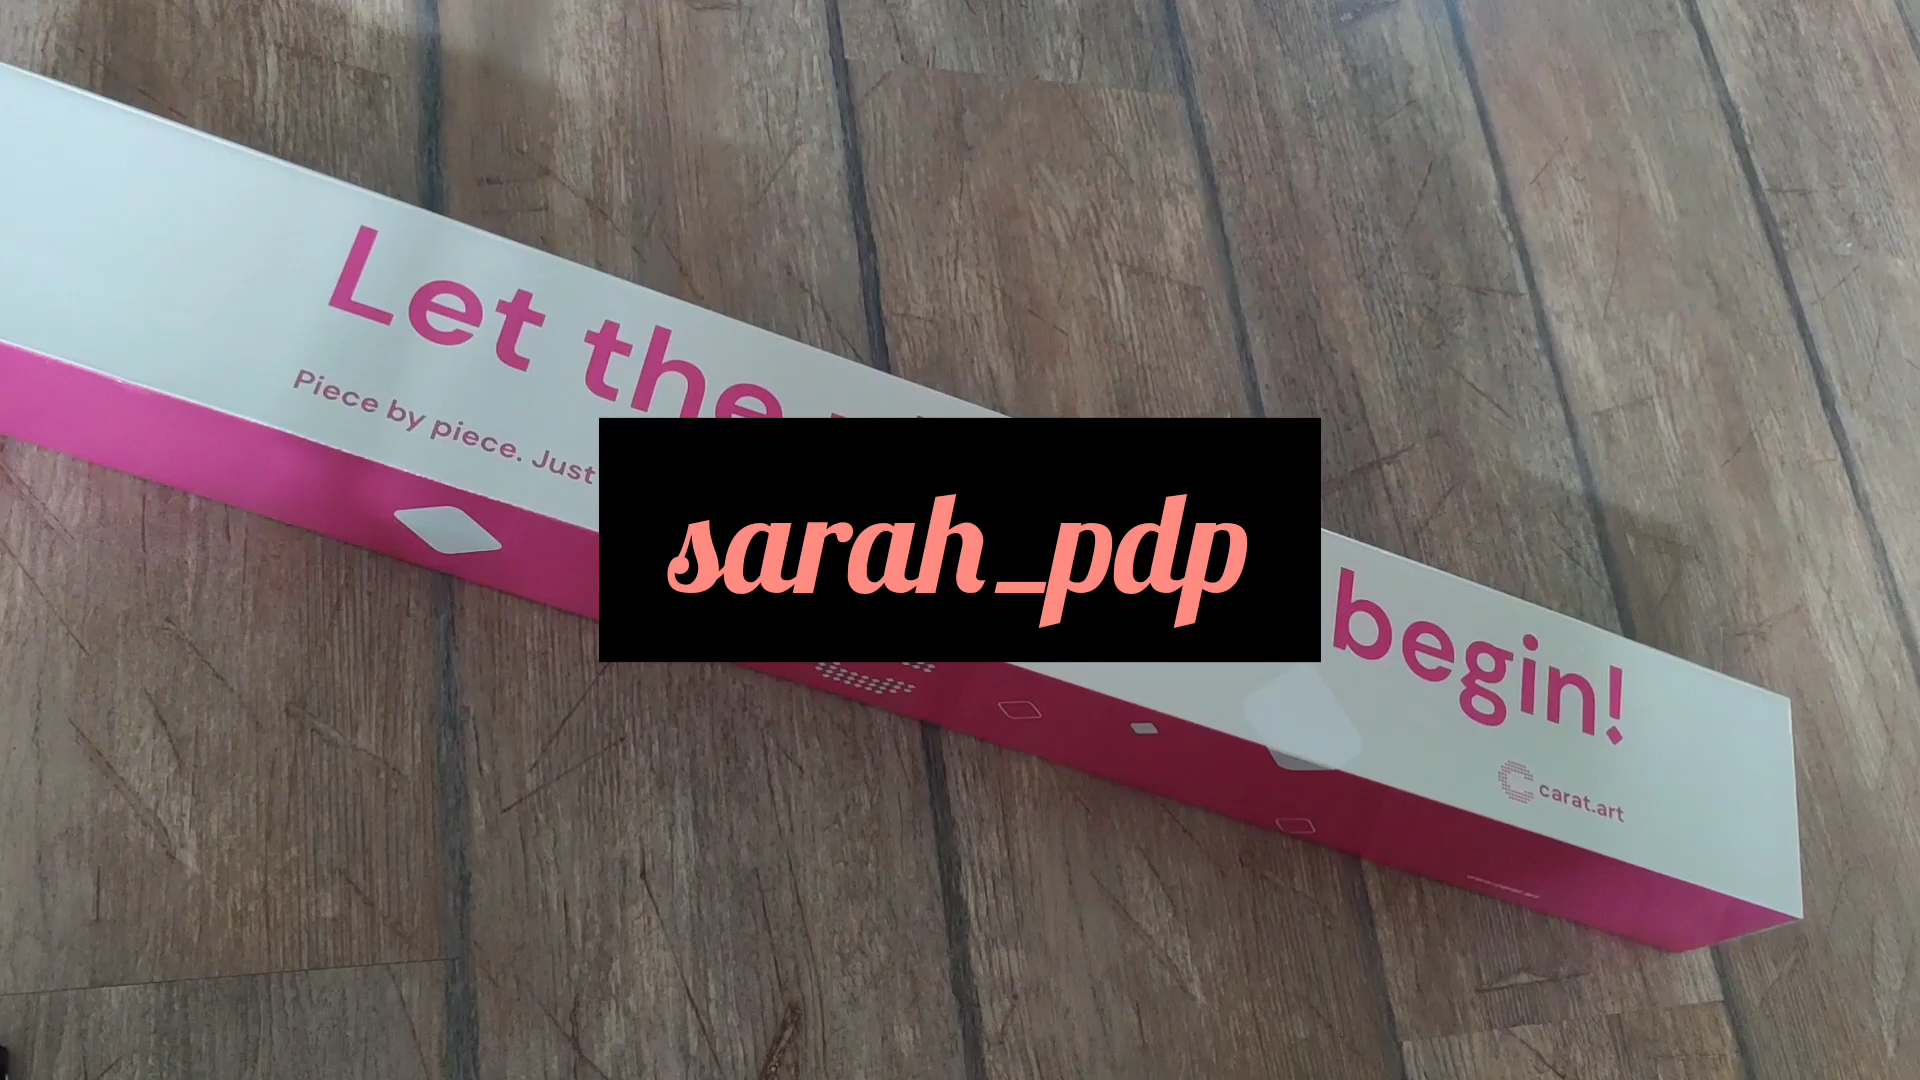 Let the
begin!
Piece by piece. Just
sarah_pdp
carat.art